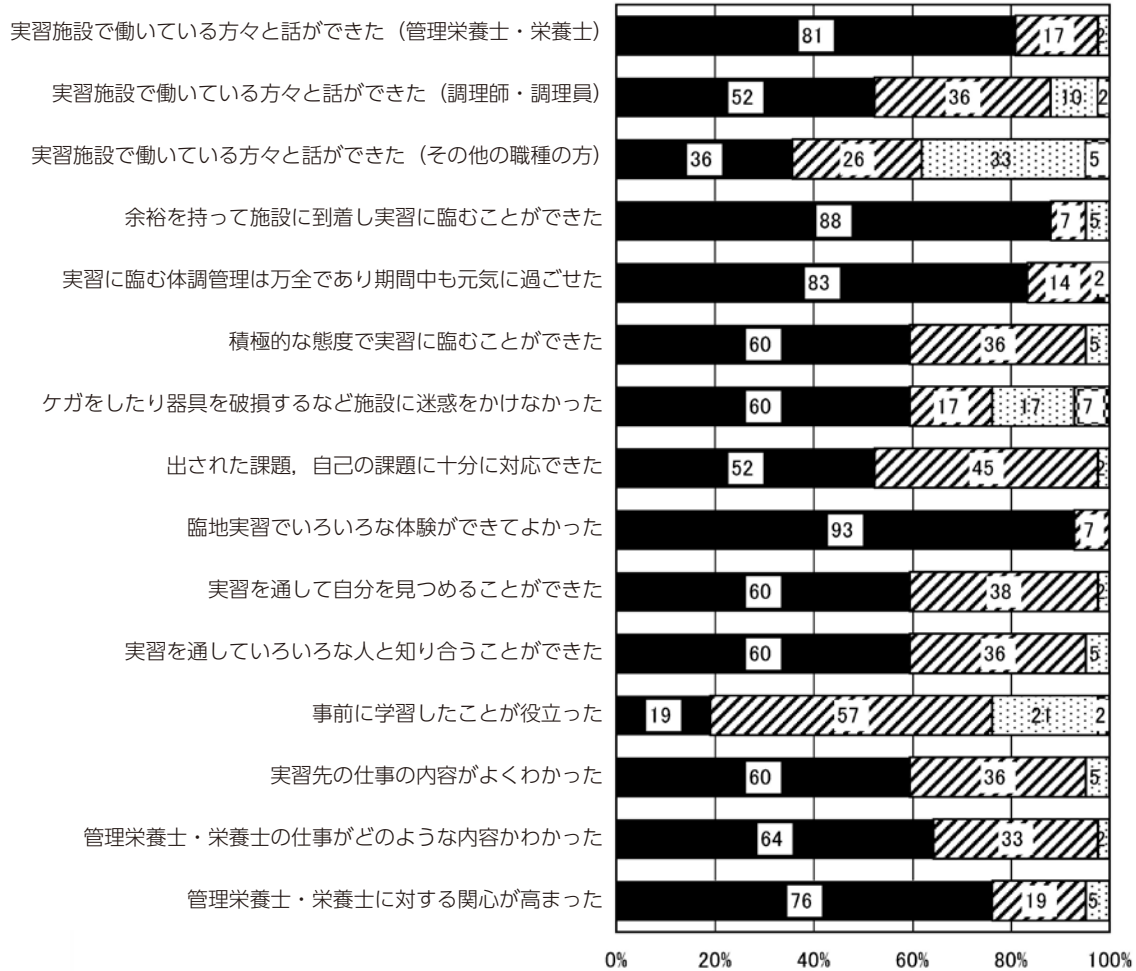 実習施設で働いている方々と話ができた（管理栄養士・栄養士） 81 17 2
実習施設で働いている方々と話ができた（調理師・調理員） 52 36 10 2
実習施設で働いている方々と話ができた（その他の職種の方） 36 26 33 5
余裕を持って施設に到着し実習に臨むことができた 88 7 5
実習に臨む体調管理は万全であり期間中も元気に過ごせた 83 14 2
積極的な態度で実習に臨むことができた 60 36 5
ケガをしたり器具を破損するなど施設に迷惑をかけなかった 60 17 17 7
出された課題，自己の課題に十分に対応できた 52 45 2
臨地実習でいろいろな体験ができてよかった 93 7
実習を通して自分を見つめることができた 60 38 2
実習を通していろいろな人と知り合うことができた 60 36 5
事前に学習したことが役立った 19 57 21 2
実習先の仕事の内容がよくわかった 60 36 5
管理栄養士・栄養士の仕事がどのような内容かわかった 64 33 2
管理栄養士・栄養士に対する関心が高まった 76 19 5
0% 20% 40% 60% 80% 100%